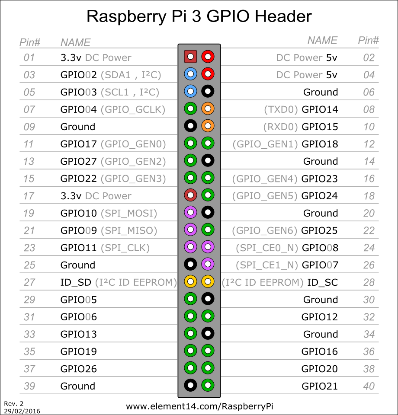 Raspberry Pi 3 GPIO Header
Pin# NAME NAME Pin#
01 3.3v DC Power DC Power 5v 02
03 GPIO02 (SDA1 , I²C) DC Power 5v 04
05 GPIO03 (SCL1 , I²C) Ground 06
07 GPIO04 (GPIO_GCLK) (TXD0) GPIO14 08
09 Ground (RXD0) GPIO15 10
11 GPIO17 (GPIO_GEN0) (GPIO_GEN1) GPIO18 12
13 GPIO27 (GPIO_GEN2) Ground 14
15 GPIO22 (GPIO_GEN3) (GPIO_GEN4) GPIO23 16
17 3.3v DC Power (GPIO_GEN5) GPIO24 18
19 GPIO10 (SPI_MOSI) Ground 20
21 GPIO09 (SPI_MISO) (GPIO_GEN6) GPIO25 22
23 GPIO11 (SPI_CLK) (SPI_CE0_N) GPIO08 24
25 Ground (SPI_CE1_N) GPIO07 26
27 ID_SD (I²C ID EEPROM) (I²C ID EEPROM) ID_SC 28
29 GPIO05 Ground 30
31 GPIO06 GPIO12 32
33 GPIO13 Ground 34
35 GPIO19 GPIO16 36
37 GPIO26 GPIO20 38
39 Ground GPIO21 40
Rev. 2
29/02/2016
www.element14.com/RaspberryPi